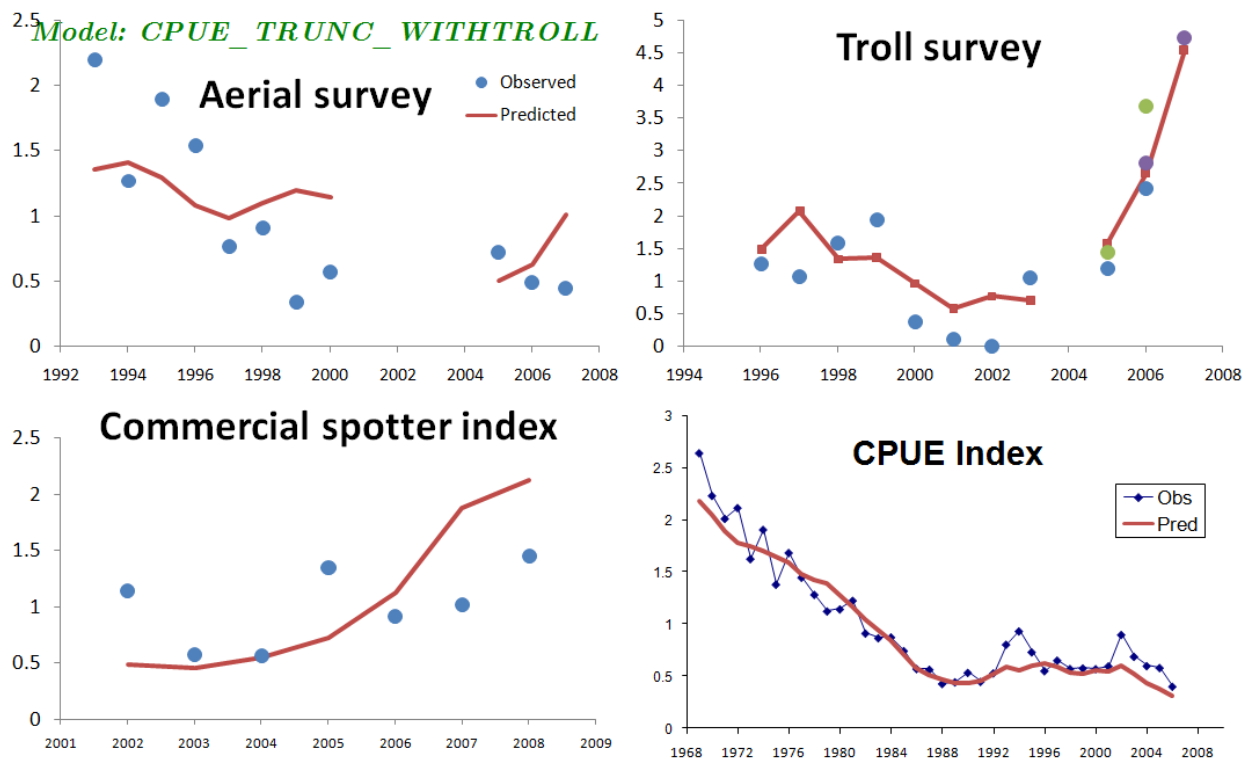 Model: CPUE_TRUNC_WITHTROLL
Aerial survey
Observed
Predicted
2.5
2
1.5
1
0.5
0
1992 1994 1996 1998 2000 2002 2004 2006 2008
Troll survey
5
4.5
4
3.5
3
2.5
2
1.5
1
0.5
0
1994 1996 1998 2000 2002 2004 2006 2008
Commercial spotter index
2.5
2
1.5
1
0.5
0
2001 2002 2003 2004 2005 2006 2007 2008 2009
CPUE Index
Obs
Pred
3
2.5
2
1.5
1
0.5
0
1968 1972 1976 1980 1984 1988 1992 1996 2000 2004 2008